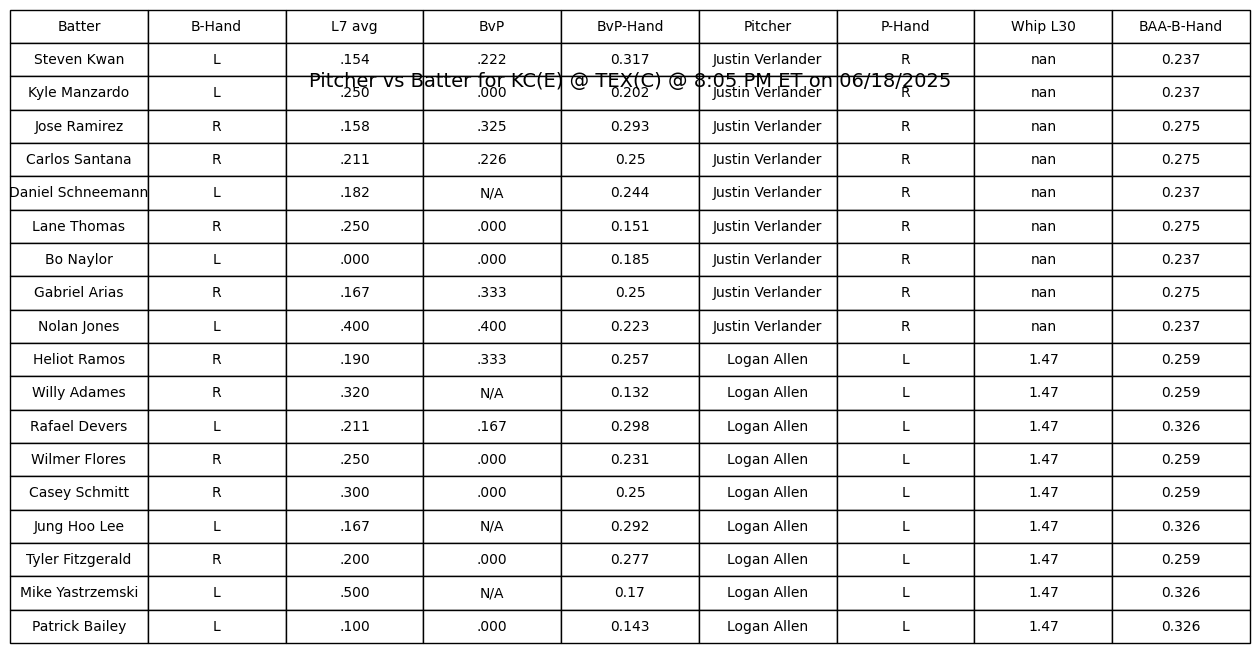 Batter B-Hand L7 avg BvP BvP-Hand Pitcher P-Hand Whip L30 BAA-B-Hand
Steven Kwan L .154 .222 0.317 Justin Verlander R nan 0.237
Pitcher vs Batter for KC(E) @ TEX(C) @ 8:05 PM ET on 06/18/2025
Kyle Manzardo L .250 .000 0.202 Justin Verlander R nan 0.237
Jose Ramirez R .158 .325 0.293 Justin Verlander R nan 0.275
Carlos Santana R .211 .226 0.25 Justin Verlander R nan 0.275
Daniel Schneemann L .182 N/A 0.244 Justin Verlander R nan 0.237
Lane Thomas R .250 .000 0.151 Justin Verlander R nan 0.275
Bo Naylor L .000 .000 0.185 Justin Verlander R nan 0.237
Gabriel Arias R .167 .333 0.25 Justin Verlander R nan 0.275
Nolan Jones L .400 .400 0.223 Justin Verlander R nan 0.237
Heliot Ramos R .190 .333 0.257 Logan Allen L 1.47 0.259
Willy Adames R .320 N/A 0.132 Logan Allen L 1.47 0.259
Rafael Devers L .211 .167 0.298 Logan Allen L 1.47 0.326
Wilmer Flores R .250 .000 0.231 Logan Allen L 1.47 0.259
Casey Schmitt R .300 .000 0.25 Logan Allen L 1.47 0.259
Jung Hoo Lee L .167 N/A 0.292 Logan Allen L 1.47 0.326
Tyler Fitzgerald R .200 .000 0.277 Logan Allen L 1.47 0.259
Mike Yastrzemski L .500 N/A 0.17 Logan Allen L 1.47 0.326
Patrick Bailey L .100 .000 0.143 Logan Allen L 1.47 0.326